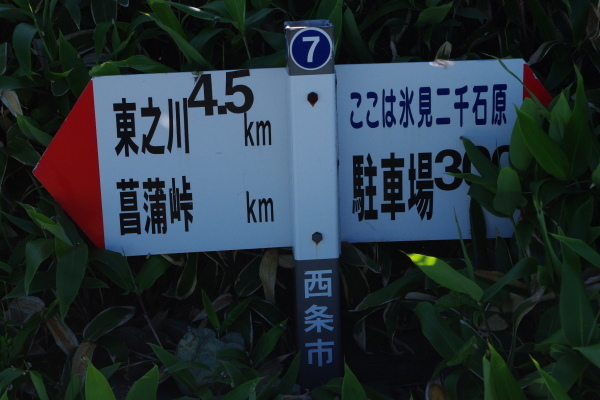 7
東之川 4.5 km
菖蒲峠 km
ここは氷見二千石原
駐車場 300
西条市